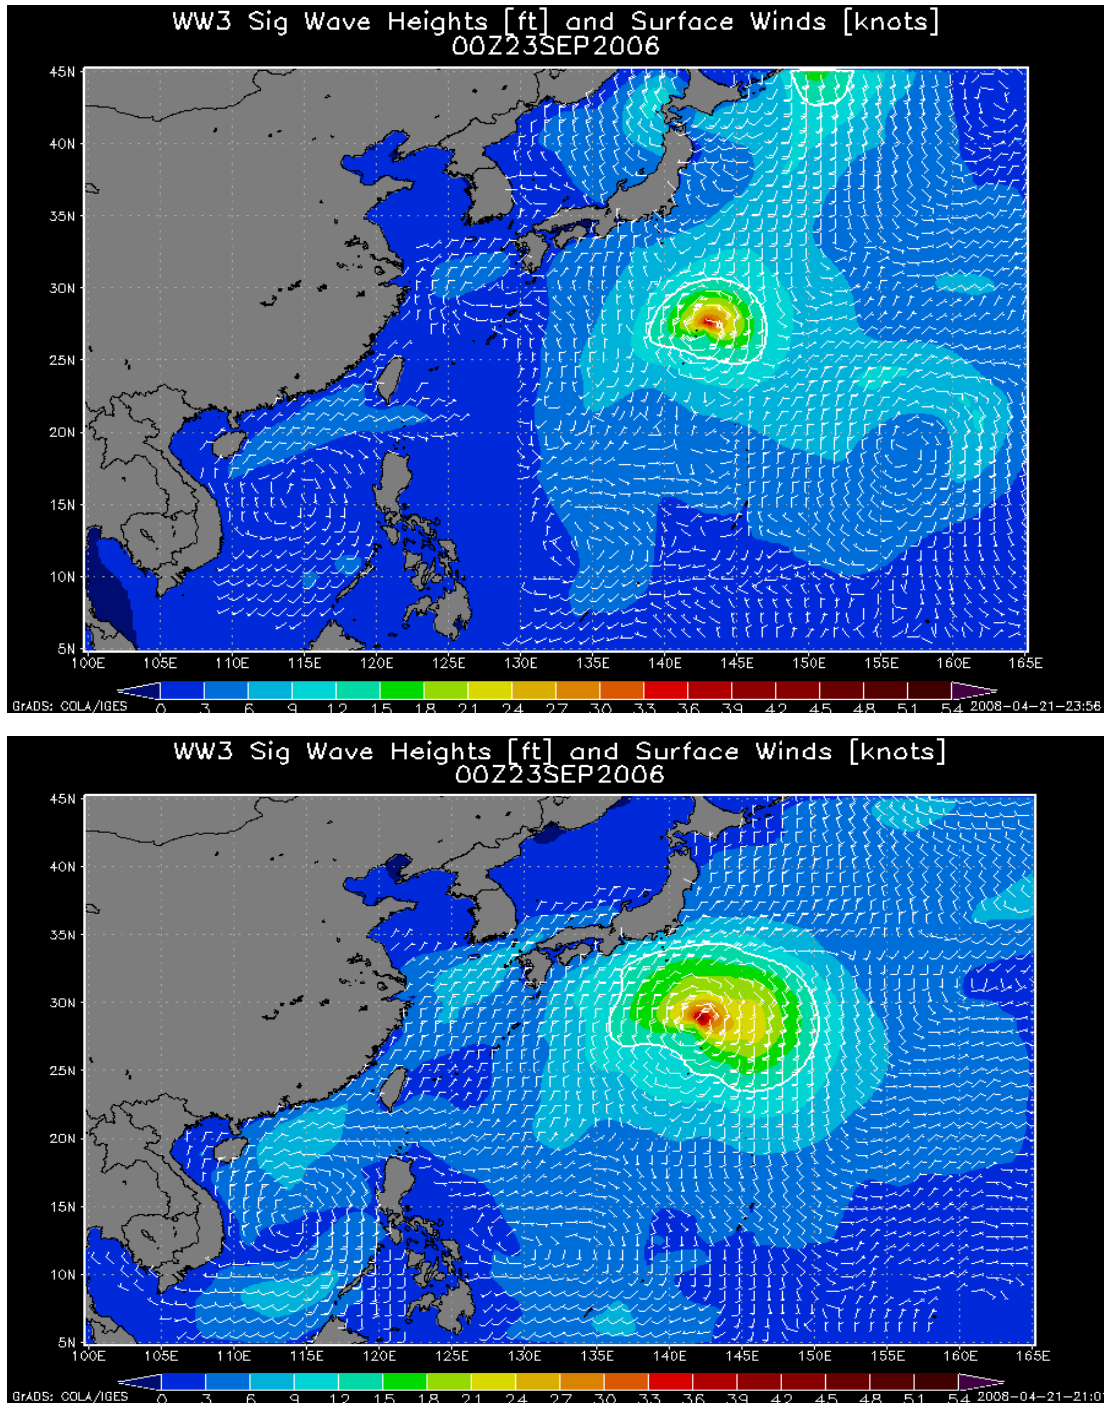 WW3 Sig Wave Heights [ft] and Surface Winds [knots]
00Z23SEP2006
45N
40N
35N
30N
25N
20N
15N
10N
5N
100E 105E 110E 115E 120E 125E 130E 135E 140E 145E 150E 155E 160E 165E
0 3 6 9 12 15 18 21 24 27 30 33 36 39 42 45 48 51 54
GrADS: COLA/IGES 2008-04-21-23:56
WW3 Sig Wave Heights [ft] and Surface Winds [knots]
00Z23SEP2006
45N
40N
35N
30N
25N
20N
15N
10N
5N
100E 105E 110E 115E 120E 125E 130E 135E 140E 145E 150E 155E 160E 165E
0 3 6 9 12 15 18 21 24 27 30 33 36 39 42 45 48 51 54
GrADS: COLA/IGES 2008-04-21-21:07